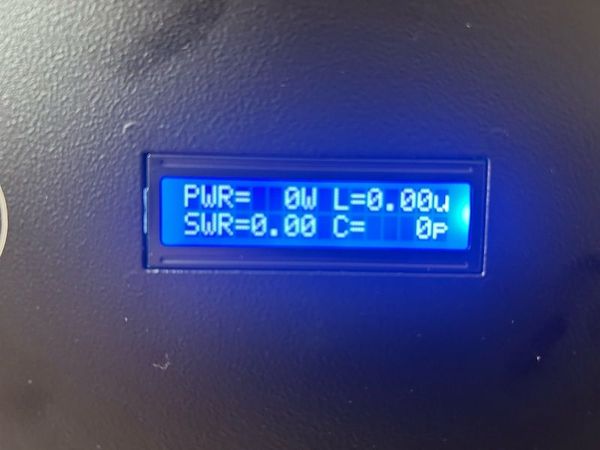 PWR=  0W L=0.00u
SWR=0.00 C=   0p